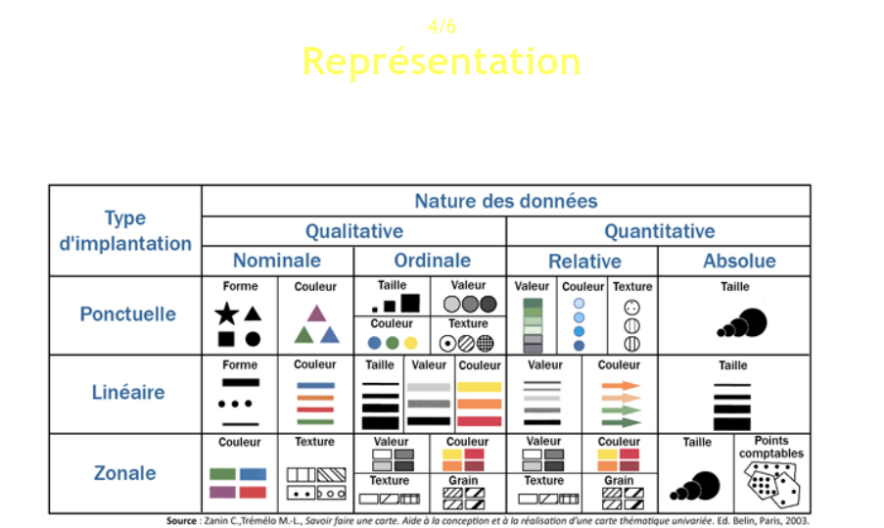 4/6
Représentation
Type d'implantation
Nature des données
Qualitative
Quantitative
Nominale
Ordinale
Relative
Absolue
Ponctuelle
Forme
Couleur
Taille
Valeur
Couleur
Texture
Valeur
Couleur
Texture
Taille
Linéaire
Forme
Couleur
Taille
Valeur
Couleur
Valeur
Couleur
Taille
Zonale
Couleur
Texture
Valeur
Couleur
Texture
Grain
Valeur
Couleur
Texture
Grain
Taille
Points
comptables
Source : Zanin C.,Trémélo M.-L., Savoir faire une carte. Aide à la conception et à la réalisation d'une carte thématique univariée. Ed. Belin, Paris, 2003.